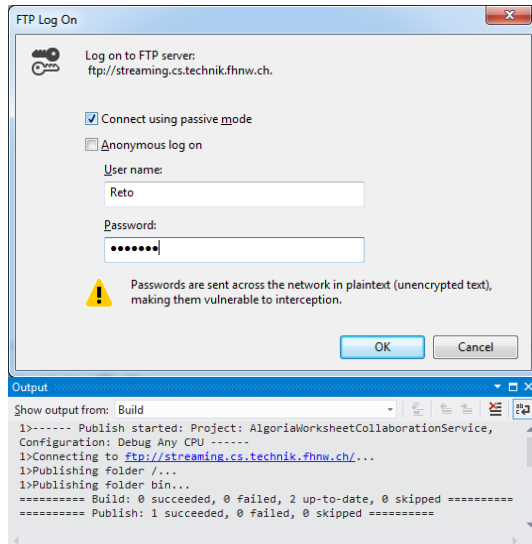 FTP Log On
Log on to FTP server:
ftp://streaming.cs.technik.fhnw.ch.
Connect using passive mode
Anonymous log on
User name:
Reto
Password:
•••••••
Passwords are sent across the network in plaintext (unencrypted text),
making them vulnerable to interception.
OK Cancel
Output
Show output from: Build
1>------ Publish started: Project: AlgoriaWorksheetCollaborationService,
Configuration: Debug Any CPU ------
1>Connecting to ftp://streaming.cs.technik.fhnw.ch/...
1>Publishing folder /...
1>Publishing folder bin...
========== Build: 0 succeeded, 0 failed, 2 up-to-date, 0 skipped ==========
========== Publish: 1 succeeded, 0 failed, 0 skipped ==========